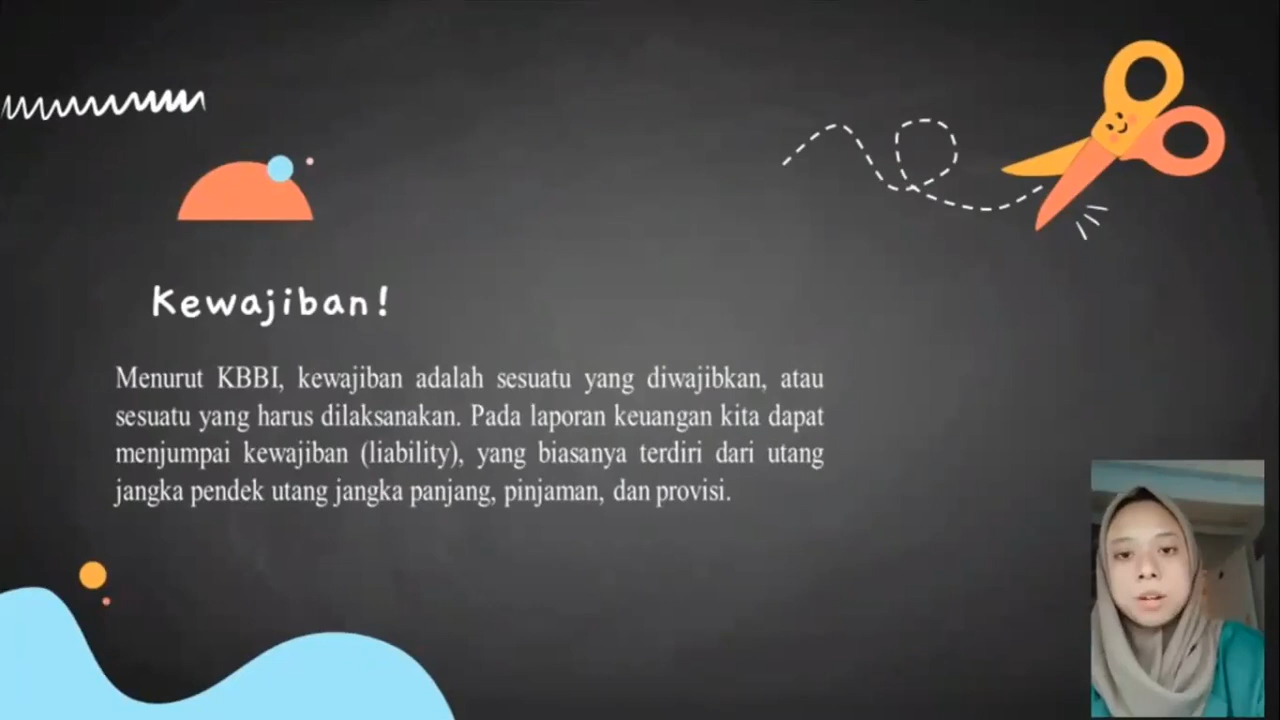 Kewajiban!
Menurut KBBI, kewajiban adalah sesuatu yang diwajibkan, atau
sesuatu yang harus dilaksanakan. Pada laporan keuangan kita dapat
menjumpai kewajiban (liability), yang biasanya terdiri dari utang
jangka pendek utang jangka panjang, pinjaman, dan provisi.